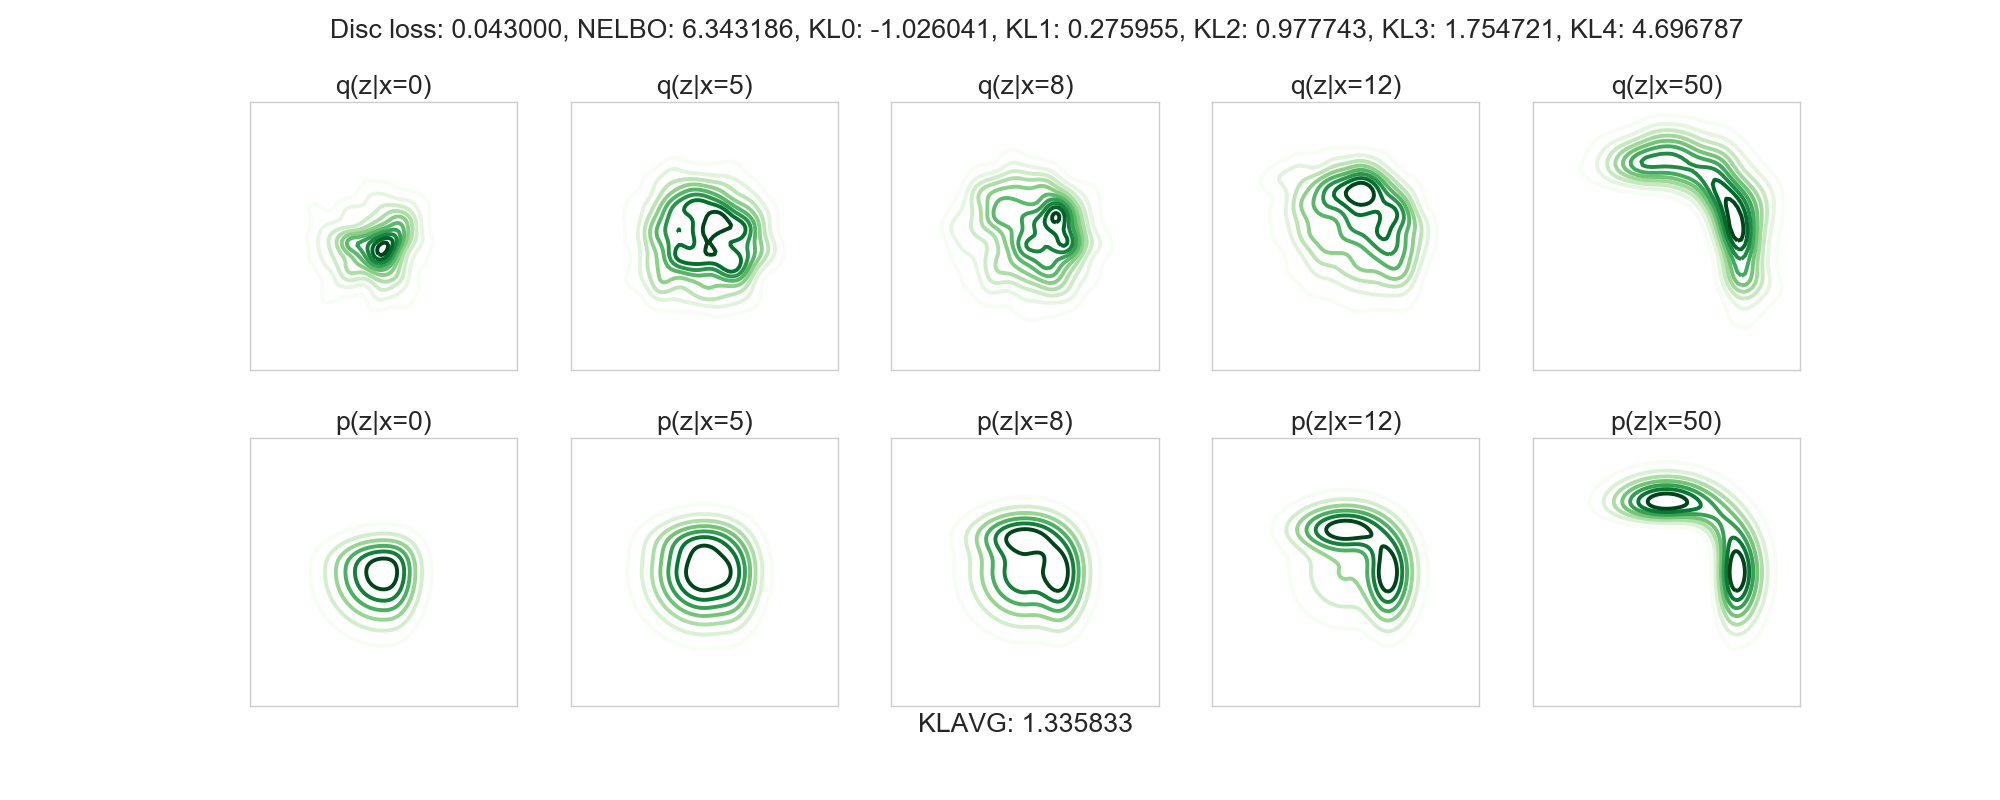 Disc loss: 0.043000, NELBO: 6.343186, KL0: -1.026041, KL1: 0.275955, KL2: 0.977743, KL3: 1.754721, KL4: 4.696787
q(z|x=0)
q(z|x=5)
q(z|x=8)
q(z|x=12)
q(z|x=50)
p(z|x=0)
p(z|x=5)
p(z|x=8)
p(z|x=12)
p(z|x=50)
KLAVG: 1.335833